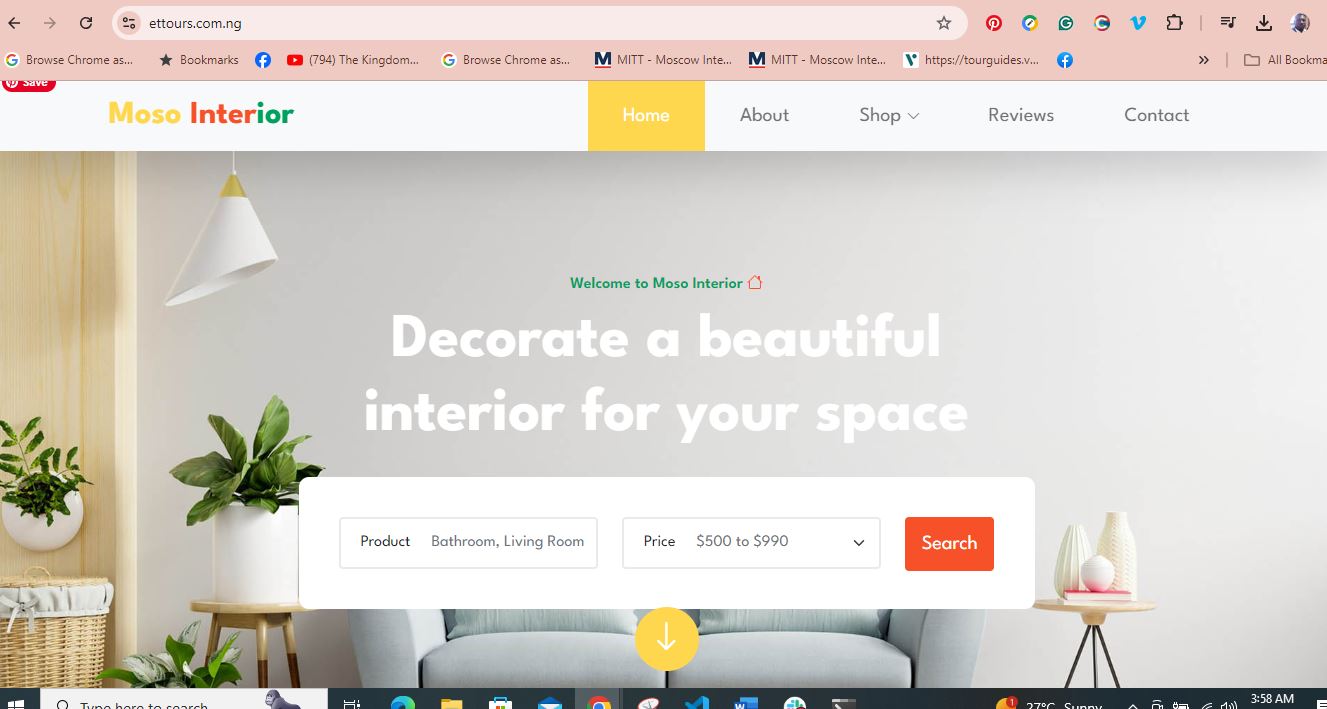 ettours.com.ng
Browse Chrome as...
Bookmarks
(794) The Kingdom...
Browse Chrome as...
MITT - Moscow Inte...
MITT - Moscow Inte...
https://tourguides.v...
»
All Bookma
Save
Moso Interior
Home
About
Shop
Reviews
Contact
Welcome to Moso Interior
Decorate a beautiful
interior for your space
Product
Bathroom, Living Room
Price
$500 to $990
Search
Type here to search
1
27°C Sunny
3:58 AM